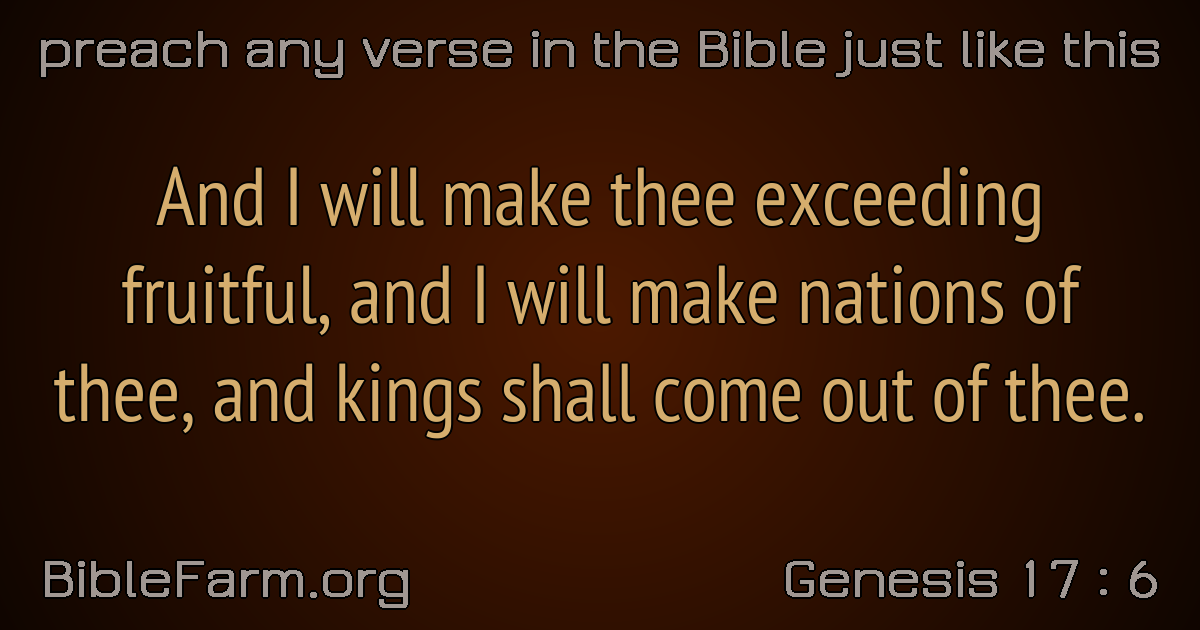 preach any verse in the Bible just like this
And I will make thee exceeding
fruitful, and I will make nations of
thee, and kings shall come out of thee.
BibleFarm.org
Genesis 17 : 6